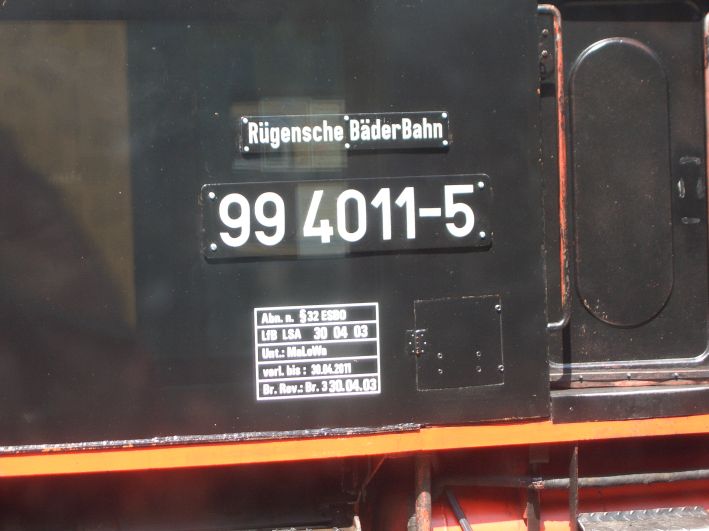 Rügensche BäderBahn
99 4011-5
Abn. n. §32 ESBO
LfB LSA 30 04 03
Unt.: MaLoWa
verl. bis : 30.04.2011
Br. Rev.: Br. 3 30.04.03